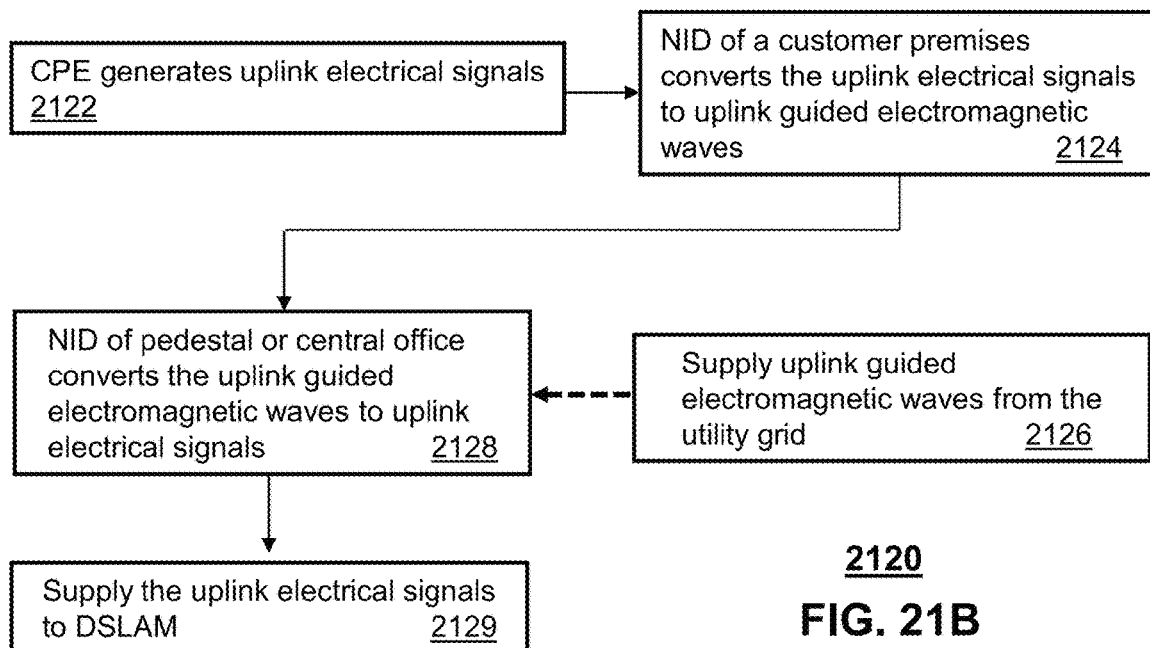 CPE generates uplink electrical signals
2122
NID of a customer premises
converts the uplink electrical signals
to uplink guided electromagnetic
waves 2124
NID of pedestal or central office
converts the uplink guided
electromagnetic waves to uplink
electrical signals 2128
Supply uplink guided
electromagnetic waves from the
utility grid 2126
Supply the uplink electrical signals
to DSLAM 2129
2120
FIG. 21B